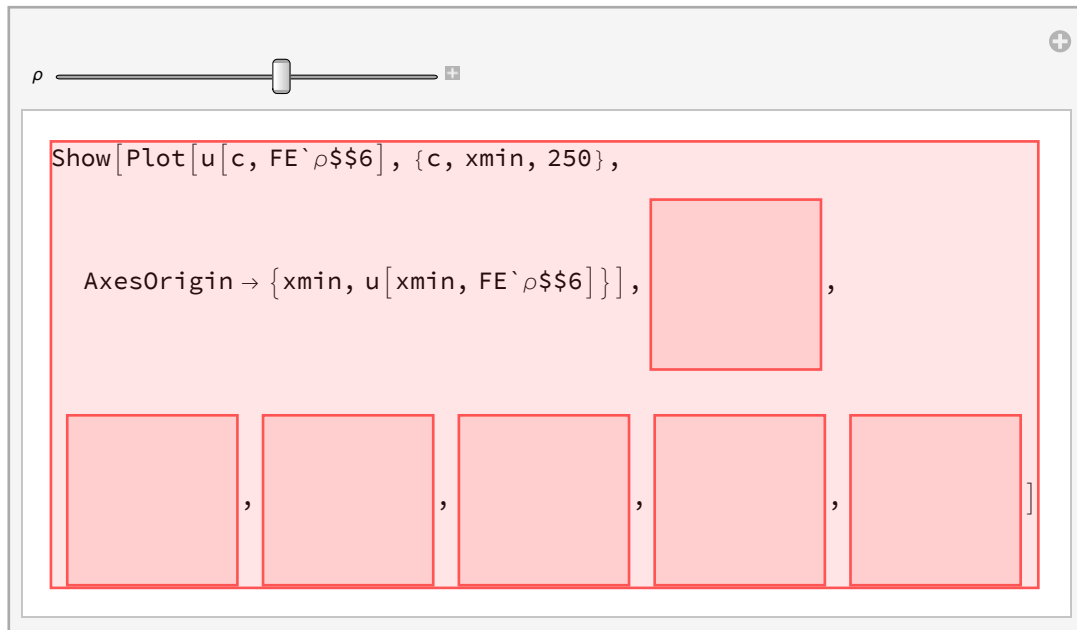 ρ
Show[Plot[u[c, FE`ρ$$6], {c, xmin, 250},
AxesOrigin → {xmin, u[xmin, FE`ρ$$6]}], ,
, , , , ]